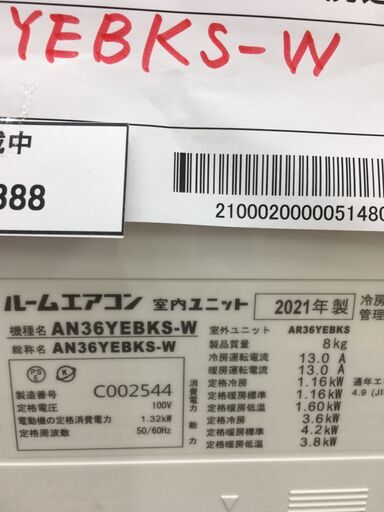 YEBKS-W
中
888
2100020000051480
ルームエアコン 室内ユニット 2021年製 冷房
機種名 AN36YEBKS-W 室外ユニット AR36YEBKS 管理
総称名 AN36YEBKS-W 製品質量 8kg
冷房運転電流 13.0A
暖房運転電流 13.0A
製造番号 C002544 定格冷房 1.16kW 通年エ
定格電圧 100V 消費電力 定格暖房標準 1.16kW 4.9 (JI
電動機の定格消費電力 1.32kW 定格暖房低温 1.60kW
定格周波数 50/60Hz 能力 定格冷房 3.6kW
定格暖房標準 4.2kW
定格暖房低温 3.8kW